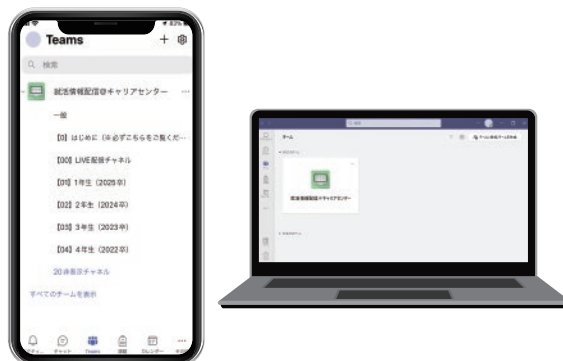 82%
Teams
検索
就活情報配信@キャリアセンター
一般
【0】はじめに（※必ずこちらをご覧くだ…
【00】LIVE配信チャネル
【01】1年生（2025卒）
【02】2年生（2024卒）
【03】3年生（2023卒）
【04】4年生（2022卒）
20 非表示チャネル
すべてのチームを表示
チャット
Teams
課題
カレンダー
チーム
就活情報配信@キャリアセンター